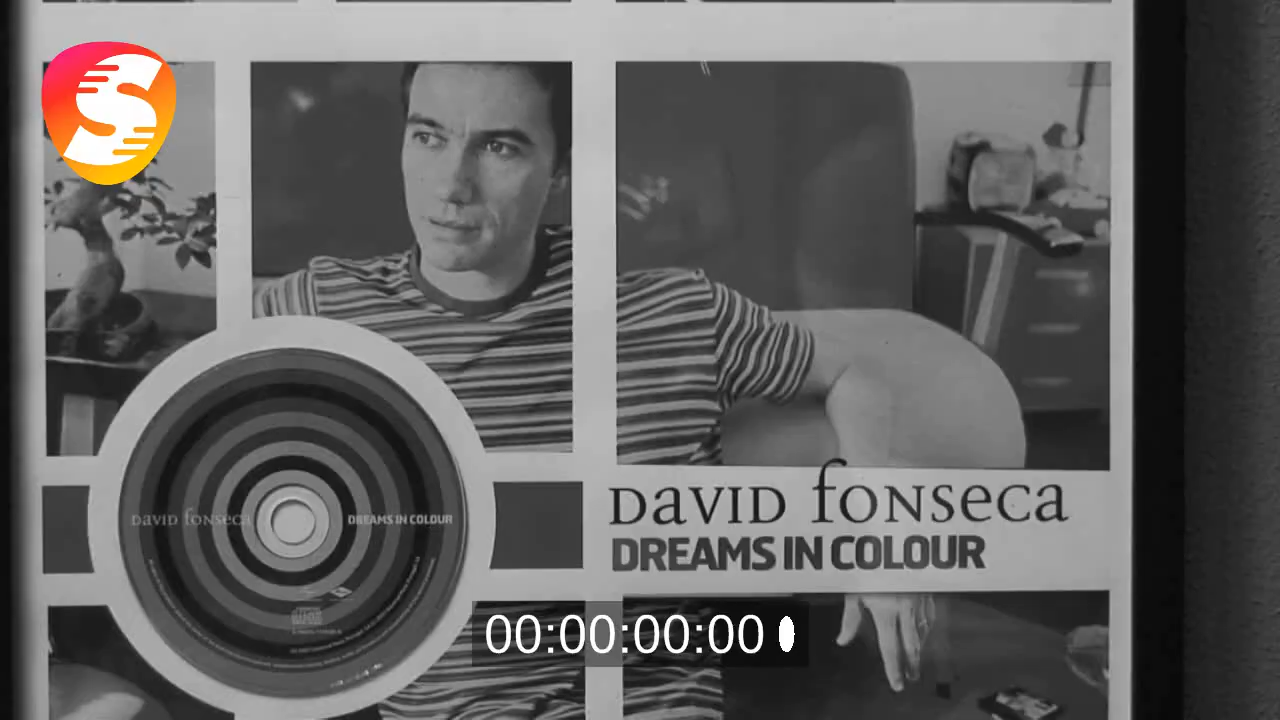 S
DaVID fONSeCa
DREAMS IN COLOUR
DaVID fONSeCa
DREAMS IN COLOUR
00:00:00:00